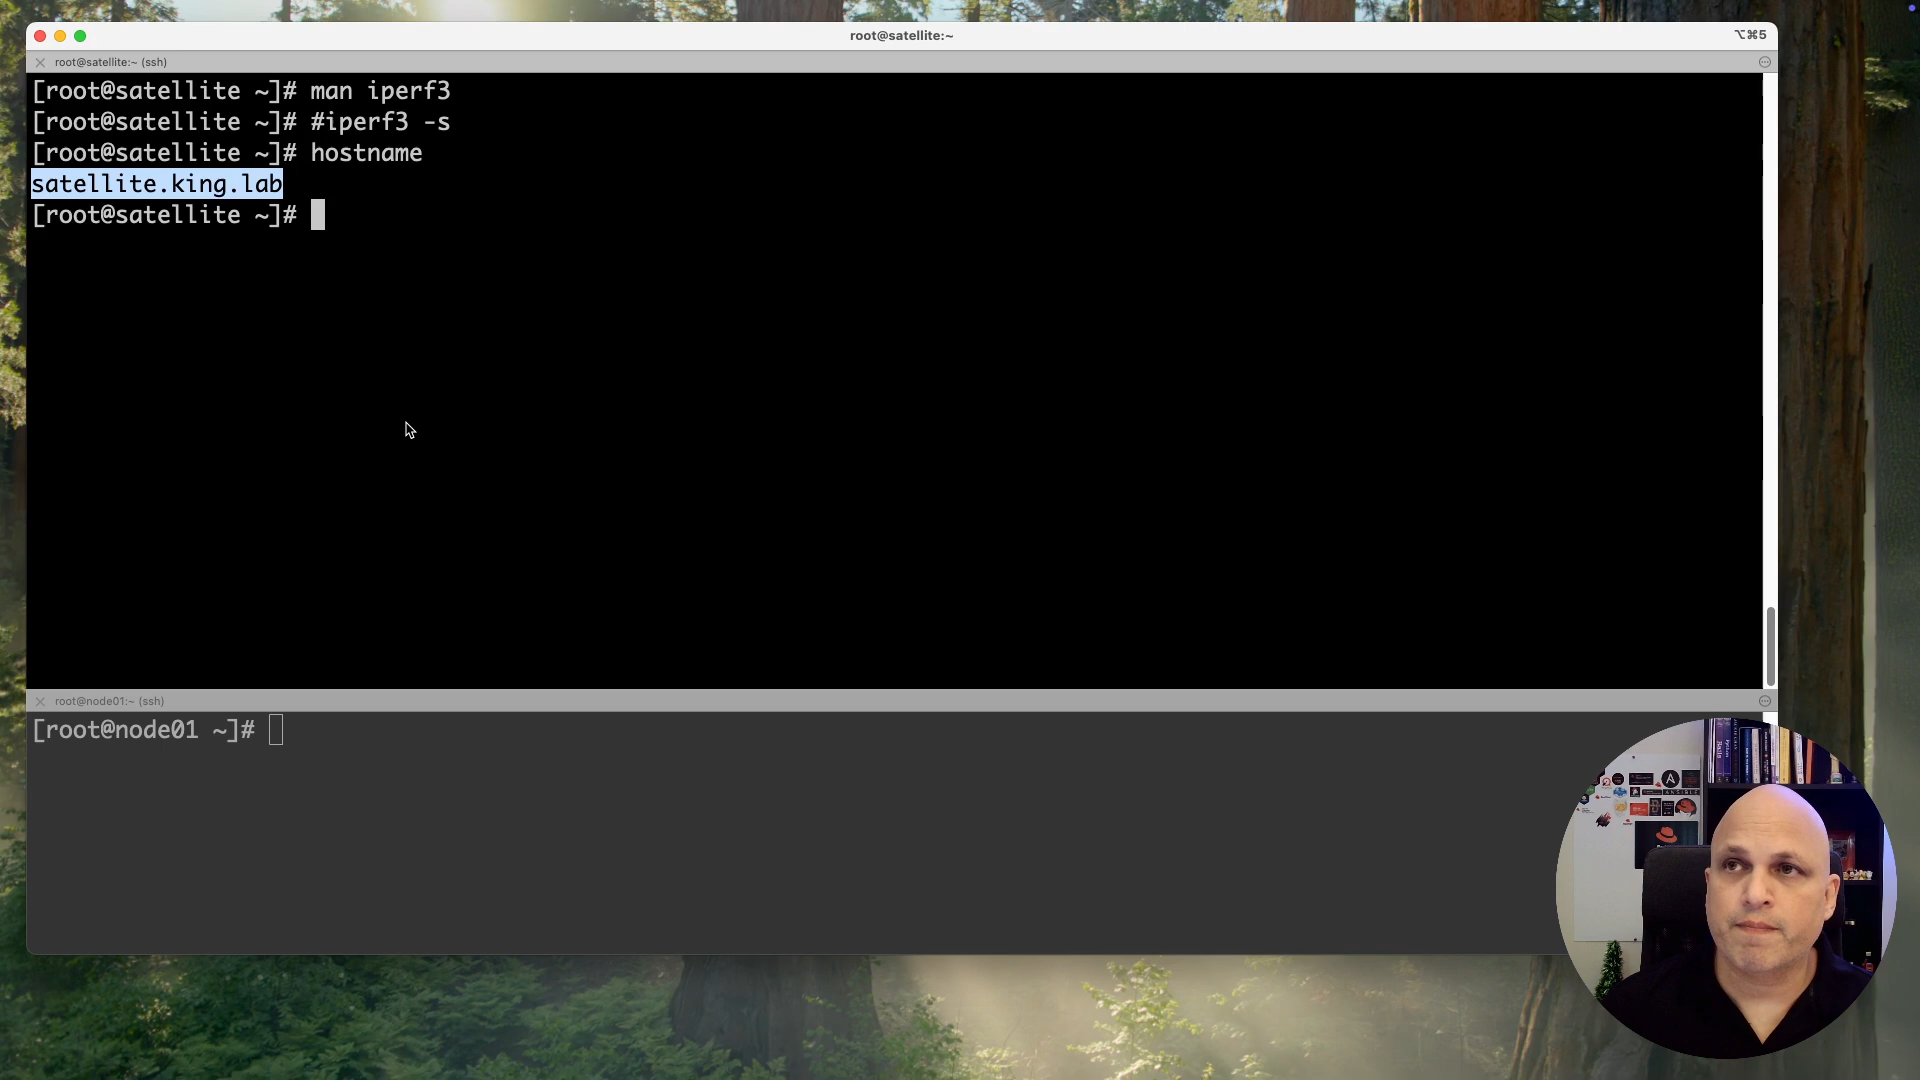 root@satellite:~
⌥⌘5
root@satellite:~ (ssh)
[root@satellite ~]# man iperf3
[root@satellite ~]# #iperf3 -s
[root@satellite ~]# hostname
satellite.king.lab
[root@satellite ~]#
root@node01:~ (ssh)
[root@node01 ~]#
ANSIBLE